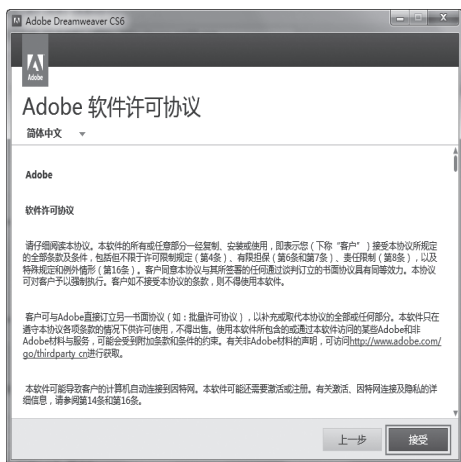 Adobe Dreamweaver CS6
Adobe
Adobe 软件许可协议
简体中文
Adobe
软件许可协议
请仔细阅读本协议。本软件的所有或任意部分一经复制、安装或使用，即表示您（下称“客户”）接受本协议所规定
的全部条款及条件，包括但不限于许可限制规定（第4条）、有限担保（第6条和第7条）、责任限制（第8条），以及
特殊规定和例外情形（第16条）。客户同意本协议与其所签署的任何通过谈判订立的书面协议具有同等效力。本协议
可对客户予以强制执行。客户如不接受本协议的条款，则不得使用本软件。
客户可与Adobe直接订立另一书面协议（如：批量许可协议），以补充或取代本协议的全部或任何部分。本软件只在
遵守本协议各项条款的情况下供许可使用，不得出售。使用本软件所包含的或通过本软件访问的某些Adobe和非
Adobe材料与服务，可能会受到附加条款和条件的约束。有关非Adobe材料的声明，可访问http://www.adobe.com/
go/thirdparty_cn进行获取。
本软件可能导致客户的计算机自动连接到因特网。本软件可能还需要激活或注册。有关激活、因特网连接及隐私的详
细信息，请参阅第14条和第16条。
上一步
接受